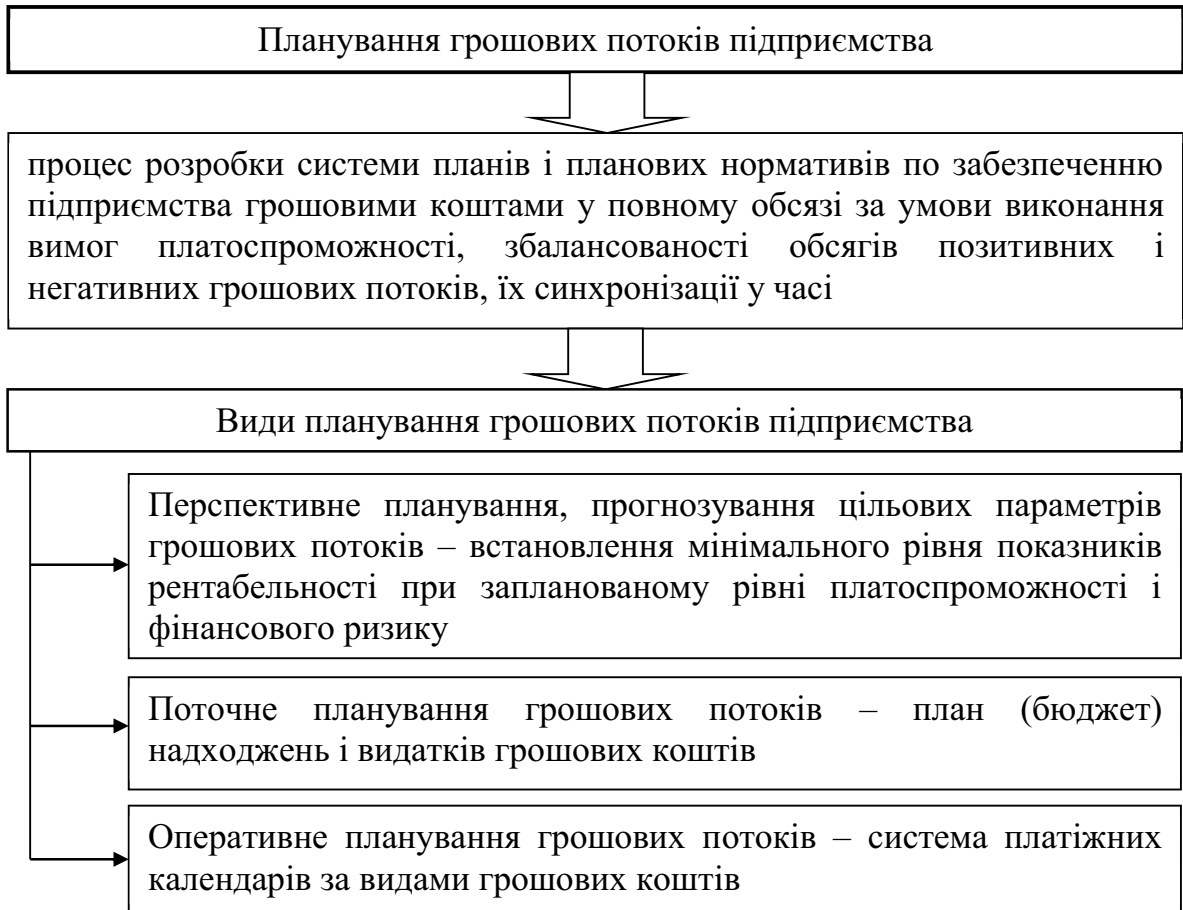 Планування грошових потоків підприємства
процес розробки системи планів і планових нормативів по забезпеченню
підприємства грошовими коштами у повному обсязі за умови виконання
вимог платоспроможності, збалансованості обсягів позитивних і
негативних грошових потоків, їх синхронізації у часі
Види планування грошових потоків підприємства
Перспективне планування, прогнозування цільових параметрів
грошових потоків – встановлення мінімального рівня показників
рентабельності при запланованому рівні платоспроможності і
фінансового ризику
Поточне планування грошових потоків – план (бюджет)
надходжень і видатків грошових коштів
Оперативне планування грошових потоків – система платіжних
календарів за видами грошових коштів